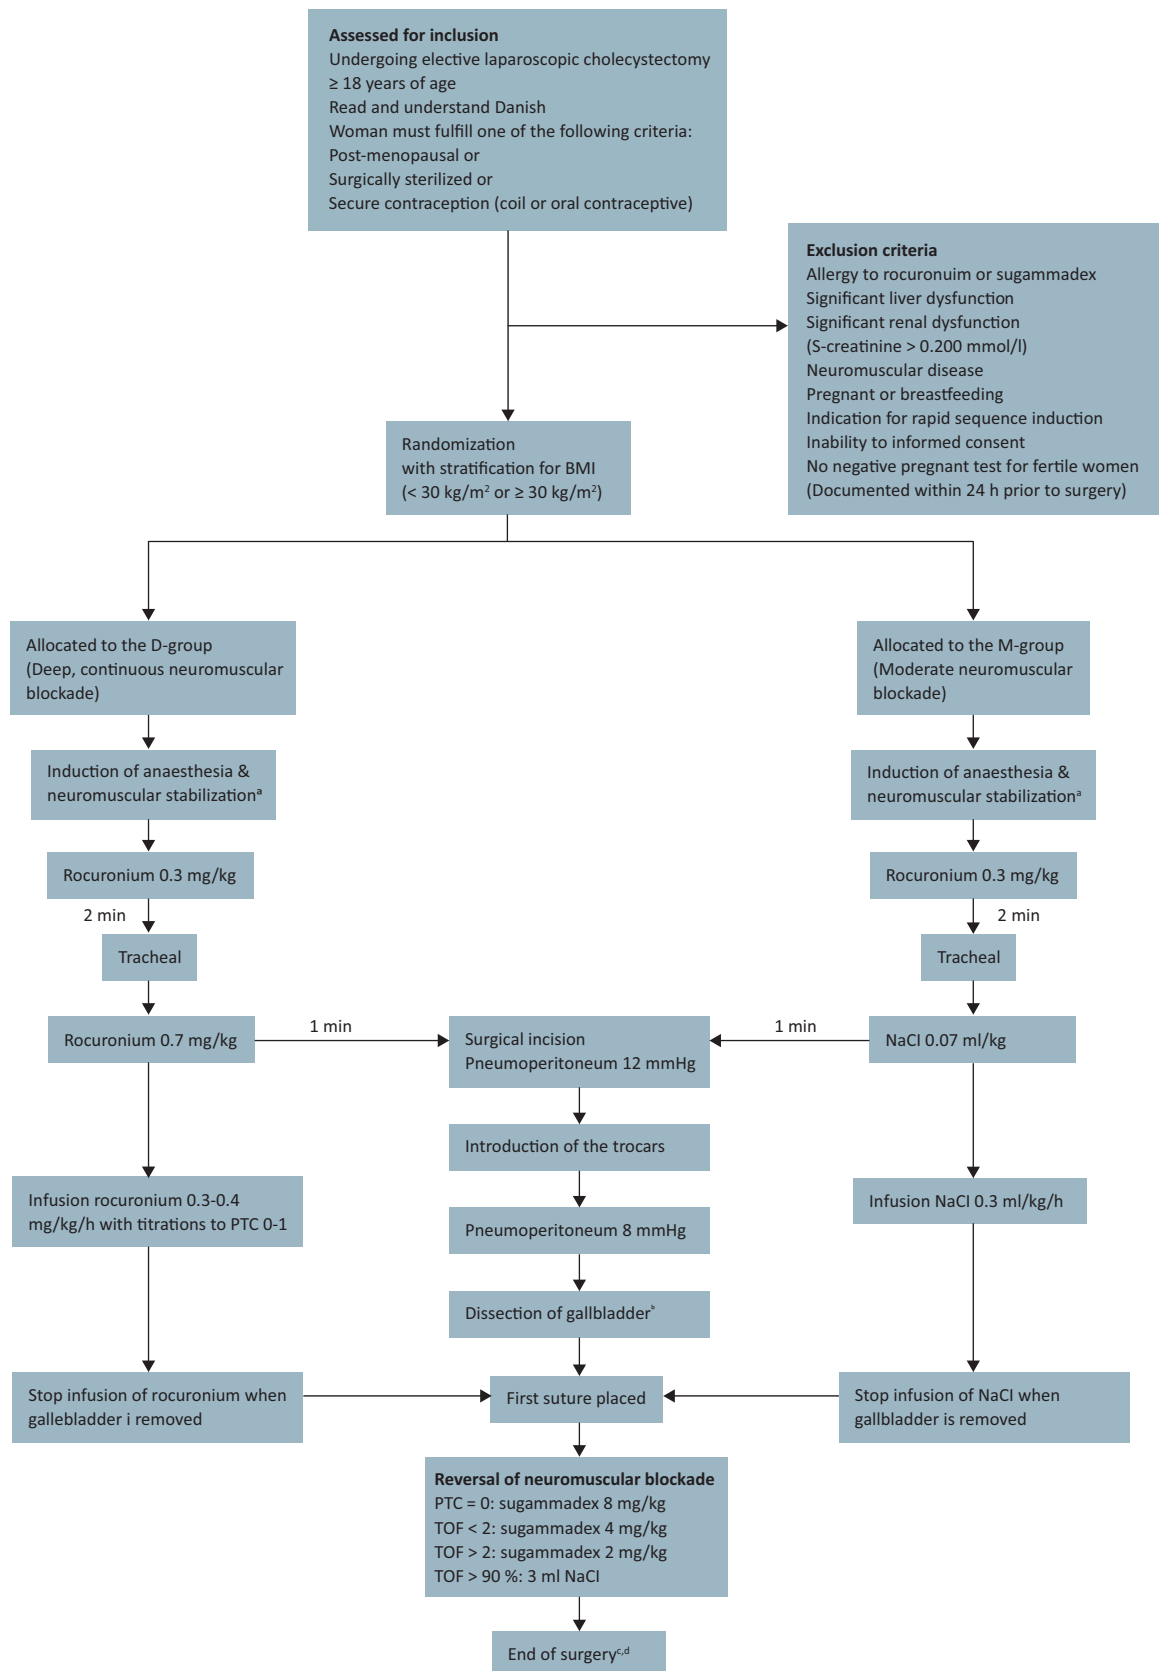 Assessed for inclusion
Undergoing elective laparoscopic cholecystectomy
≥ 18 years of age
Read and understand Danish
Woman must fulfill one of the following criteria:
Post-menopausal or
Surgically sterilized or
Secure contraception (coil or oral contraceptive)
Exclusion criteria
Allergy to rocuronuim or sugammadex
Significant liver dysfunction
Significant renal dysfunction
(S-creatinine > 0.200 mmol/l)
Neuromuscular disease
Pregnant or breastfeeding
Indication for rapid sequence induction
Inability to informed consent
No negative pregnant test for fertile women
(Documented within 24 h prior to surgery)
Randomization
with stratification for BMI
(< 30 kg/m² or ≥ 30 kg/m²)
Allocated to the D-group
(Deep, continuous neuromuscular
blockade)
Allocated to the M-group
(Moderate neuromuscular
blockade)
Induction of anaesthesia &
neuromuscular stabilizationᵃ
Induction of anaesthesia &
neuromuscular stabilizationᵃ
Rocuronium 0.3 mg/kg
Rocuronium 0.3 mg/kg
2 min
2 min
Tracheal
Tracheal
Rocuronium 0.7 mg/kg
1 min
Surgical incision
Pneumoperitoneum 12 mmHg
1 min
NaCl 0.07 ml/kg
Introduction of the trocars
Infusion rocuronium 0.3-0.4
mg/kg/h with titrations to PTC 0-1
Infusion NaCl 0.3 ml/kg/h
Pneumoperitoneum 8 mmHg
Dissection of gallbladderᵇ
Stop infusion of rocuronium when
gallebladder i removed
First suture placed
Stop infusion of NaCl when
gallbladder is removed
Reversal of neuromuscular blockade
PTC = 0: sugammadex 8 mg/kg
TOF < 2: sugammadex 4 mg/kg
TOF > 2: sugammadex 2 mg/kg
TOF > 90 %: 3 ml NaCl
End of surgeryᶜ,ᵈ